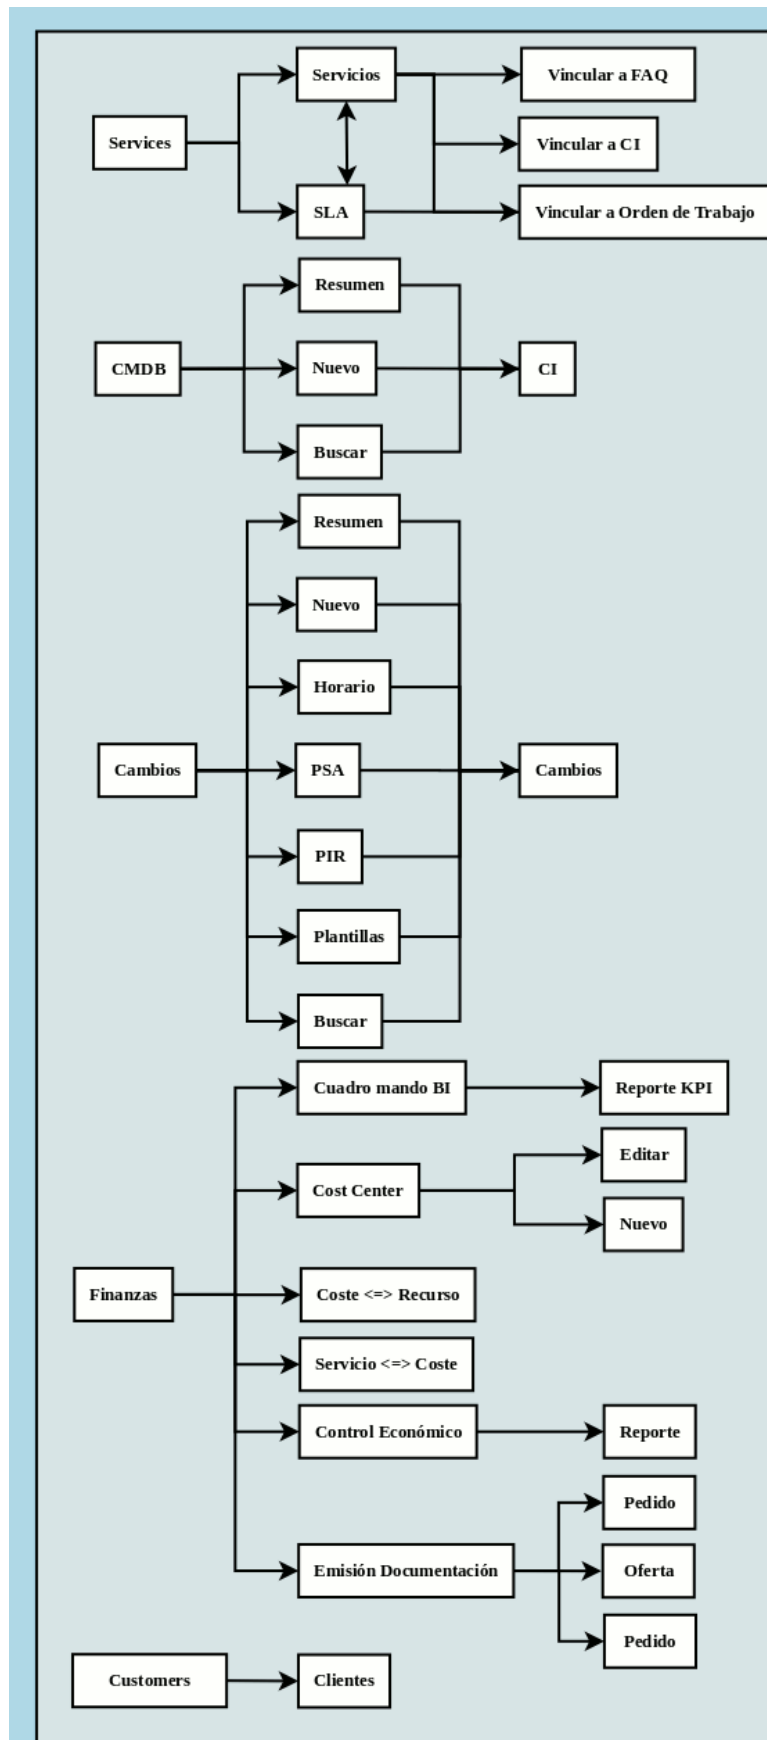 Services
Servicios
Vincular a FAQ
Vincular a CI
SLA
Vincular a Orden de Trabajo
CMDB
Resumen
Nuevo
Buscar
CI
Cambios
Resumen
Nuevo
Horario
PSA
PIR
Plantillas
Buscar
Cambios
Finanzas
Cuadro mando BI
Reporte KPI
Cost Center
Editar
Nuevo
Coste <=> Recurso
Servicio <=> Coste
Control Económico
Reporte
Emisión Documentación
Pedido
Oferta
Pedido
Customers
Clientes